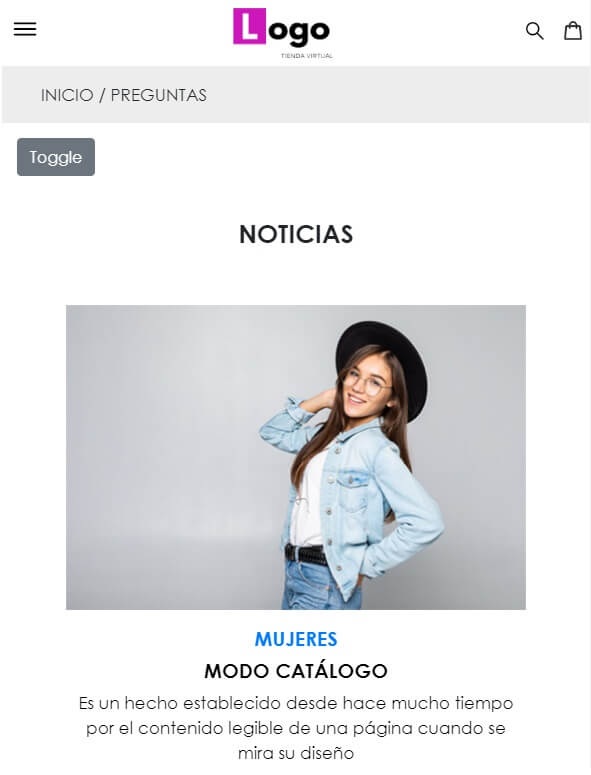 Logo
TIENDA VIRTUAL
INICIO / PREGUNTAS
Toggle
NOTICIAS
MUJERES
MODO CATÁLOGO
Es un hecho establecido desde hace mucho tiempo
por el contenido legible de una página cuando se
mira su diseño